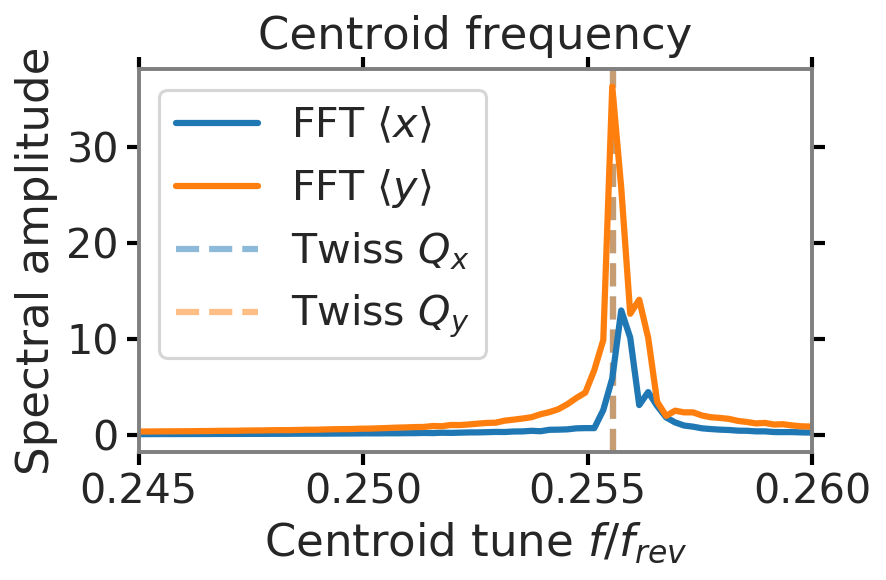 Centroid frequency
Spectral amplitude
30
20
10
0
FFT ⟨x⟩
FFT ⟨y⟩
Twiss Qx
Twiss Qy
0.245 0.250 0.255 0.260
Centroid tune f/frev